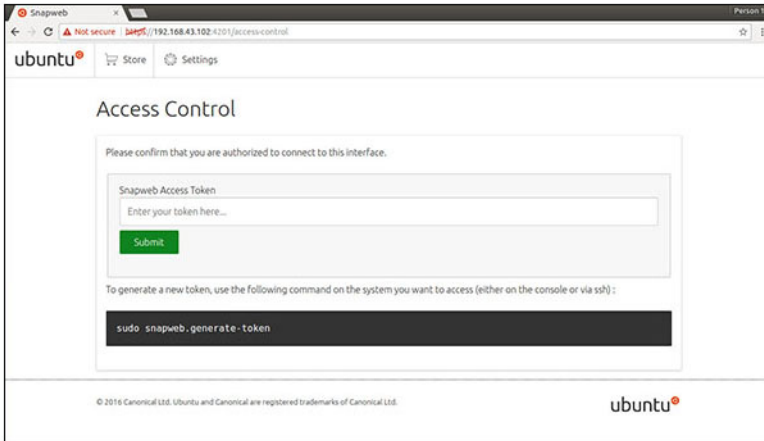 Snapweb
Person 1
Not secure | https://192.168.43.102:4201/access-control
ubuntu
Store
Settings
Access Control
Please confirm that you are authorized to connect to this interface.
Snapweb Access Token
Enter your token here...
Submit
To generate a new token, use the following command on the system you want to access (either on the console or via ssh) :
sudo snapweb.generate-token
© 2016 Canonical Ltd. Ubuntu and Canonical are registered trademarks of Canonical Ltd.
ubuntu